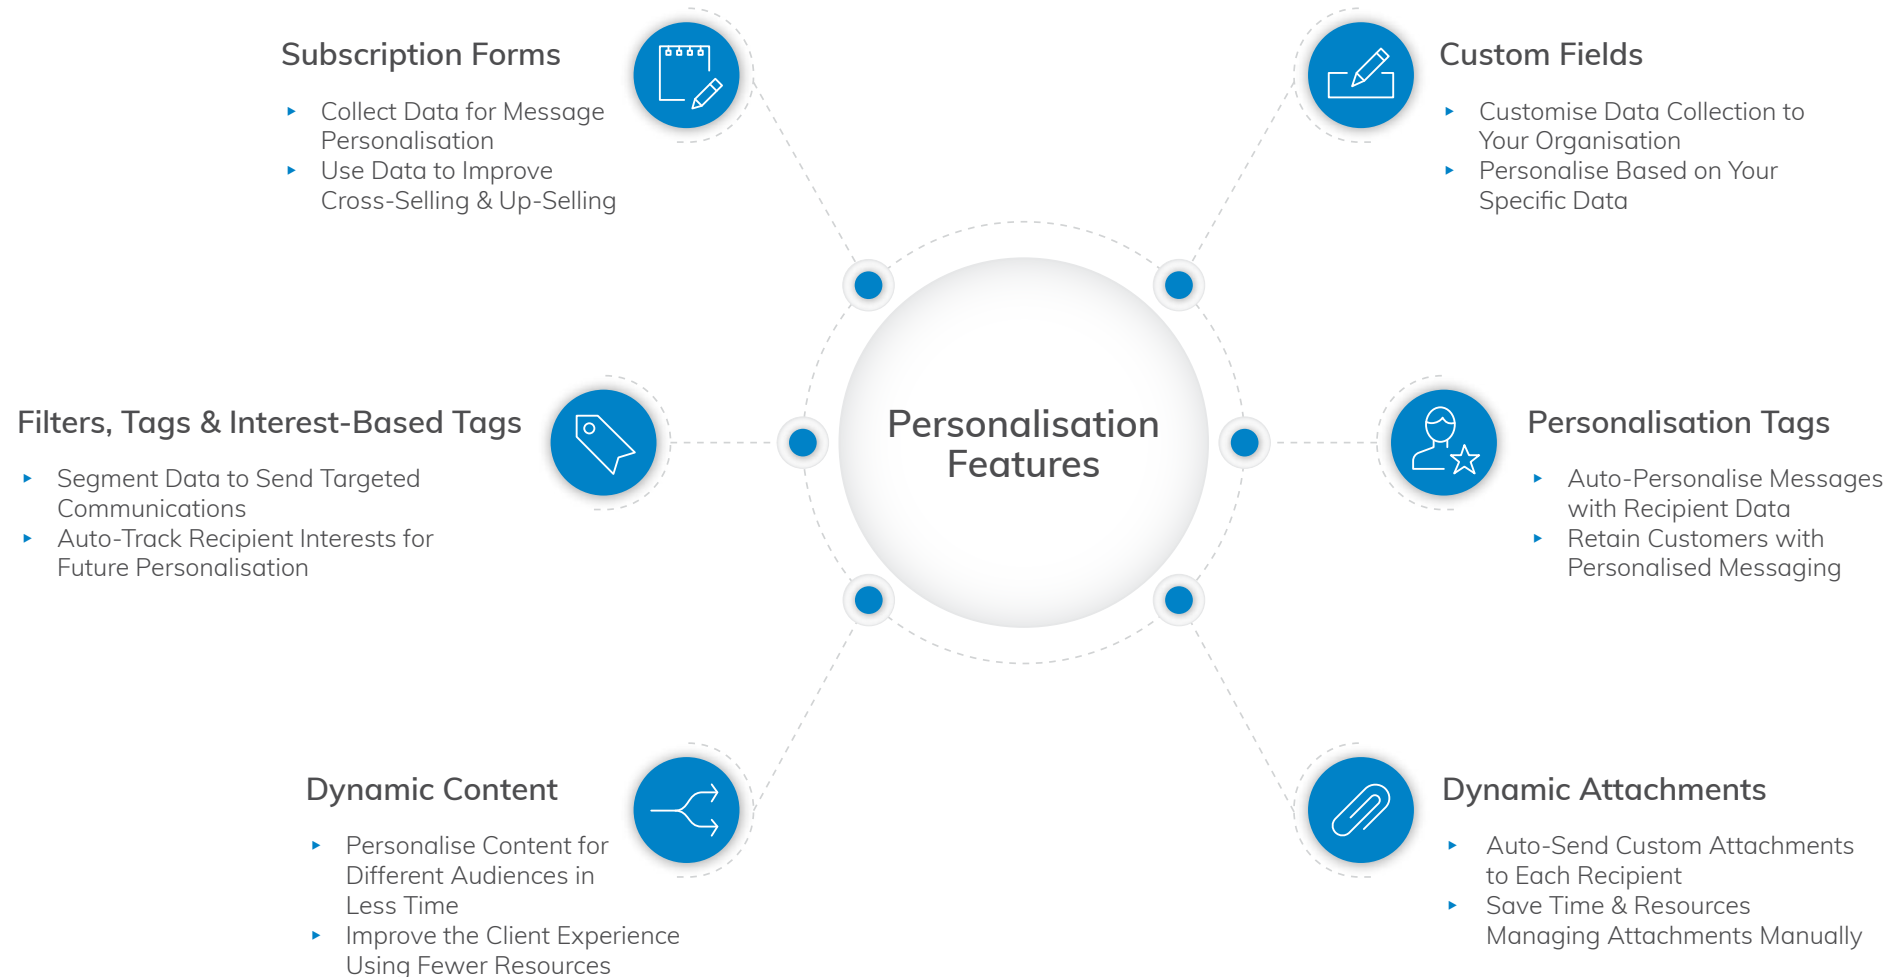 Subscription Forms
Collect Data for Message
Personalisation
Use Data to Improve
Cross-Selling & Up-Selling
Custom Fields
Customise Data Collection to
Your Organisation
Personalise Based on Your
Specific Data
Filters, Tags & Interest-Based Tags
Segment Data to Send Targeted
Communications
Auto-Track Recipient Interests for
Future Personalisation
Personalisation
Features
Personalisation Tags
Auto-Personalise Messages
with Recipient Data
Retain Customers with
Personalised Messaging
Dynamic Content
Personalise Content for
Different Audiences in
Less Time
Improve the Client Experience
Using Fewer Resources
Dynamic Attachments
Auto-Send Custom Attachments
to Each Recipient
Save Time & Resources
Managing Attachments Manually